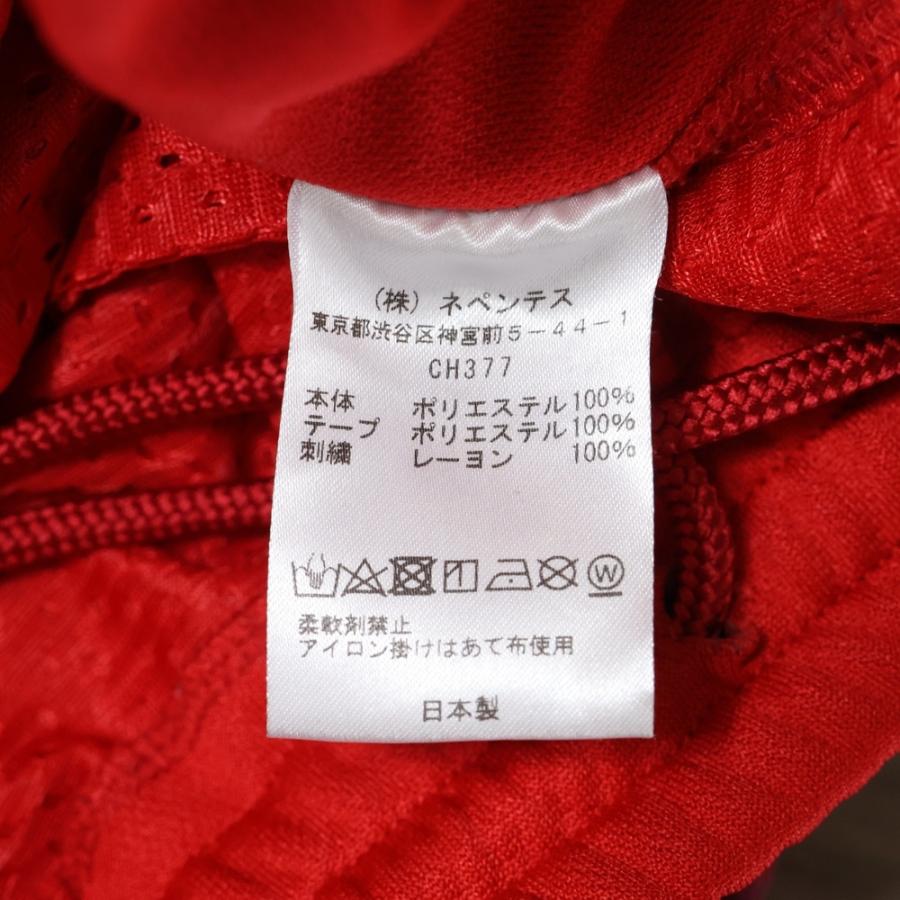 （株）ネペンテス
東京都渋谷区神宮前5－44－1
CH377
本体 ポリエステル100%
テープ ポリエステル100%
刺繍 レーヨン 100%
W
柔軟剤禁止
アイロン掛けはあて布使用
日本製